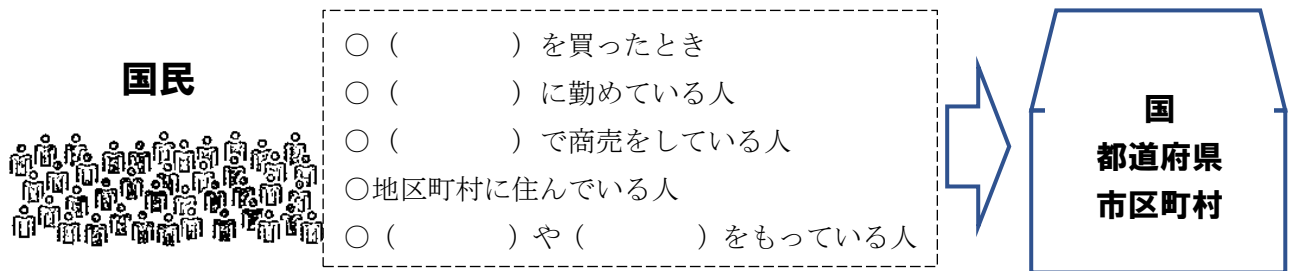 国民
○（　　　　）を買ったとき
○（　　　　）に勤めている人
○（　　　　）で商売をしている人
○地区町村に住んでいる人
○（　　　　）や（　　　　）をもっている人
国
都道府県
市区町村